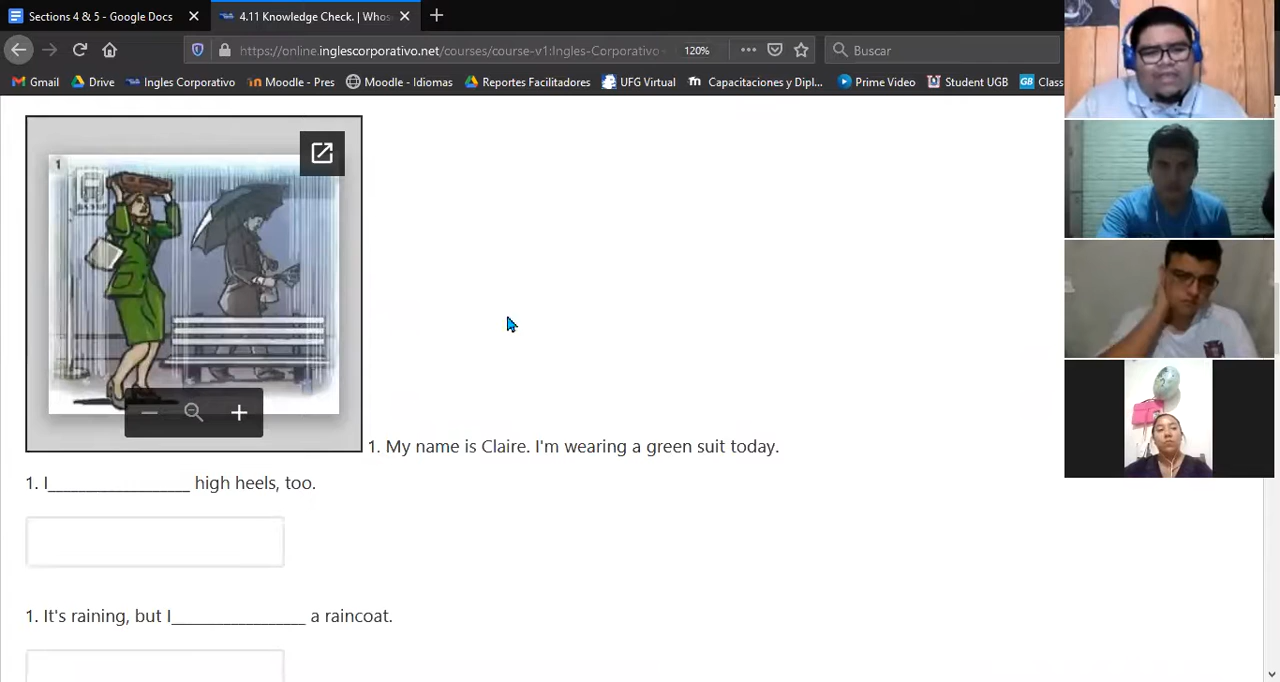 Sections 4 & 5 - Google Docs
4.11 Knowledge Check. | Whos
https://online.inglescorporativo.net/courses/course-v1:Ingles-Corporativo
120%
Buscar
Gmail
Drive
Ingles Corporativo
Moodle - Pres
Moodle - Idiomas
Reportes Facilitadores
UFG Virtual
Capacitaciones y Dipl...
Prime Video
Student UGB
Class
1
1. My name is Claire. I'm wearing a green suit today.
1. I__________________ high heels, too.
1. It's raining, but I_________________ a raincoat.